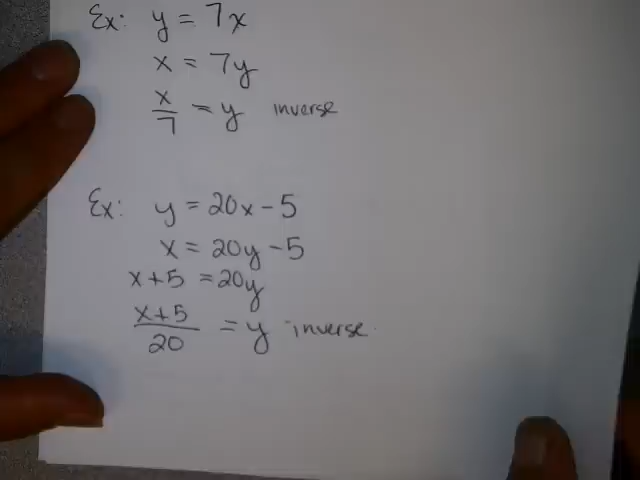 Ex: y = 7x
x = 7y
x/7 = y inverse
Ex: y = 20x - 5
x = 20y - 5
x + 5 = 20y
x+5/20 = y inverse.